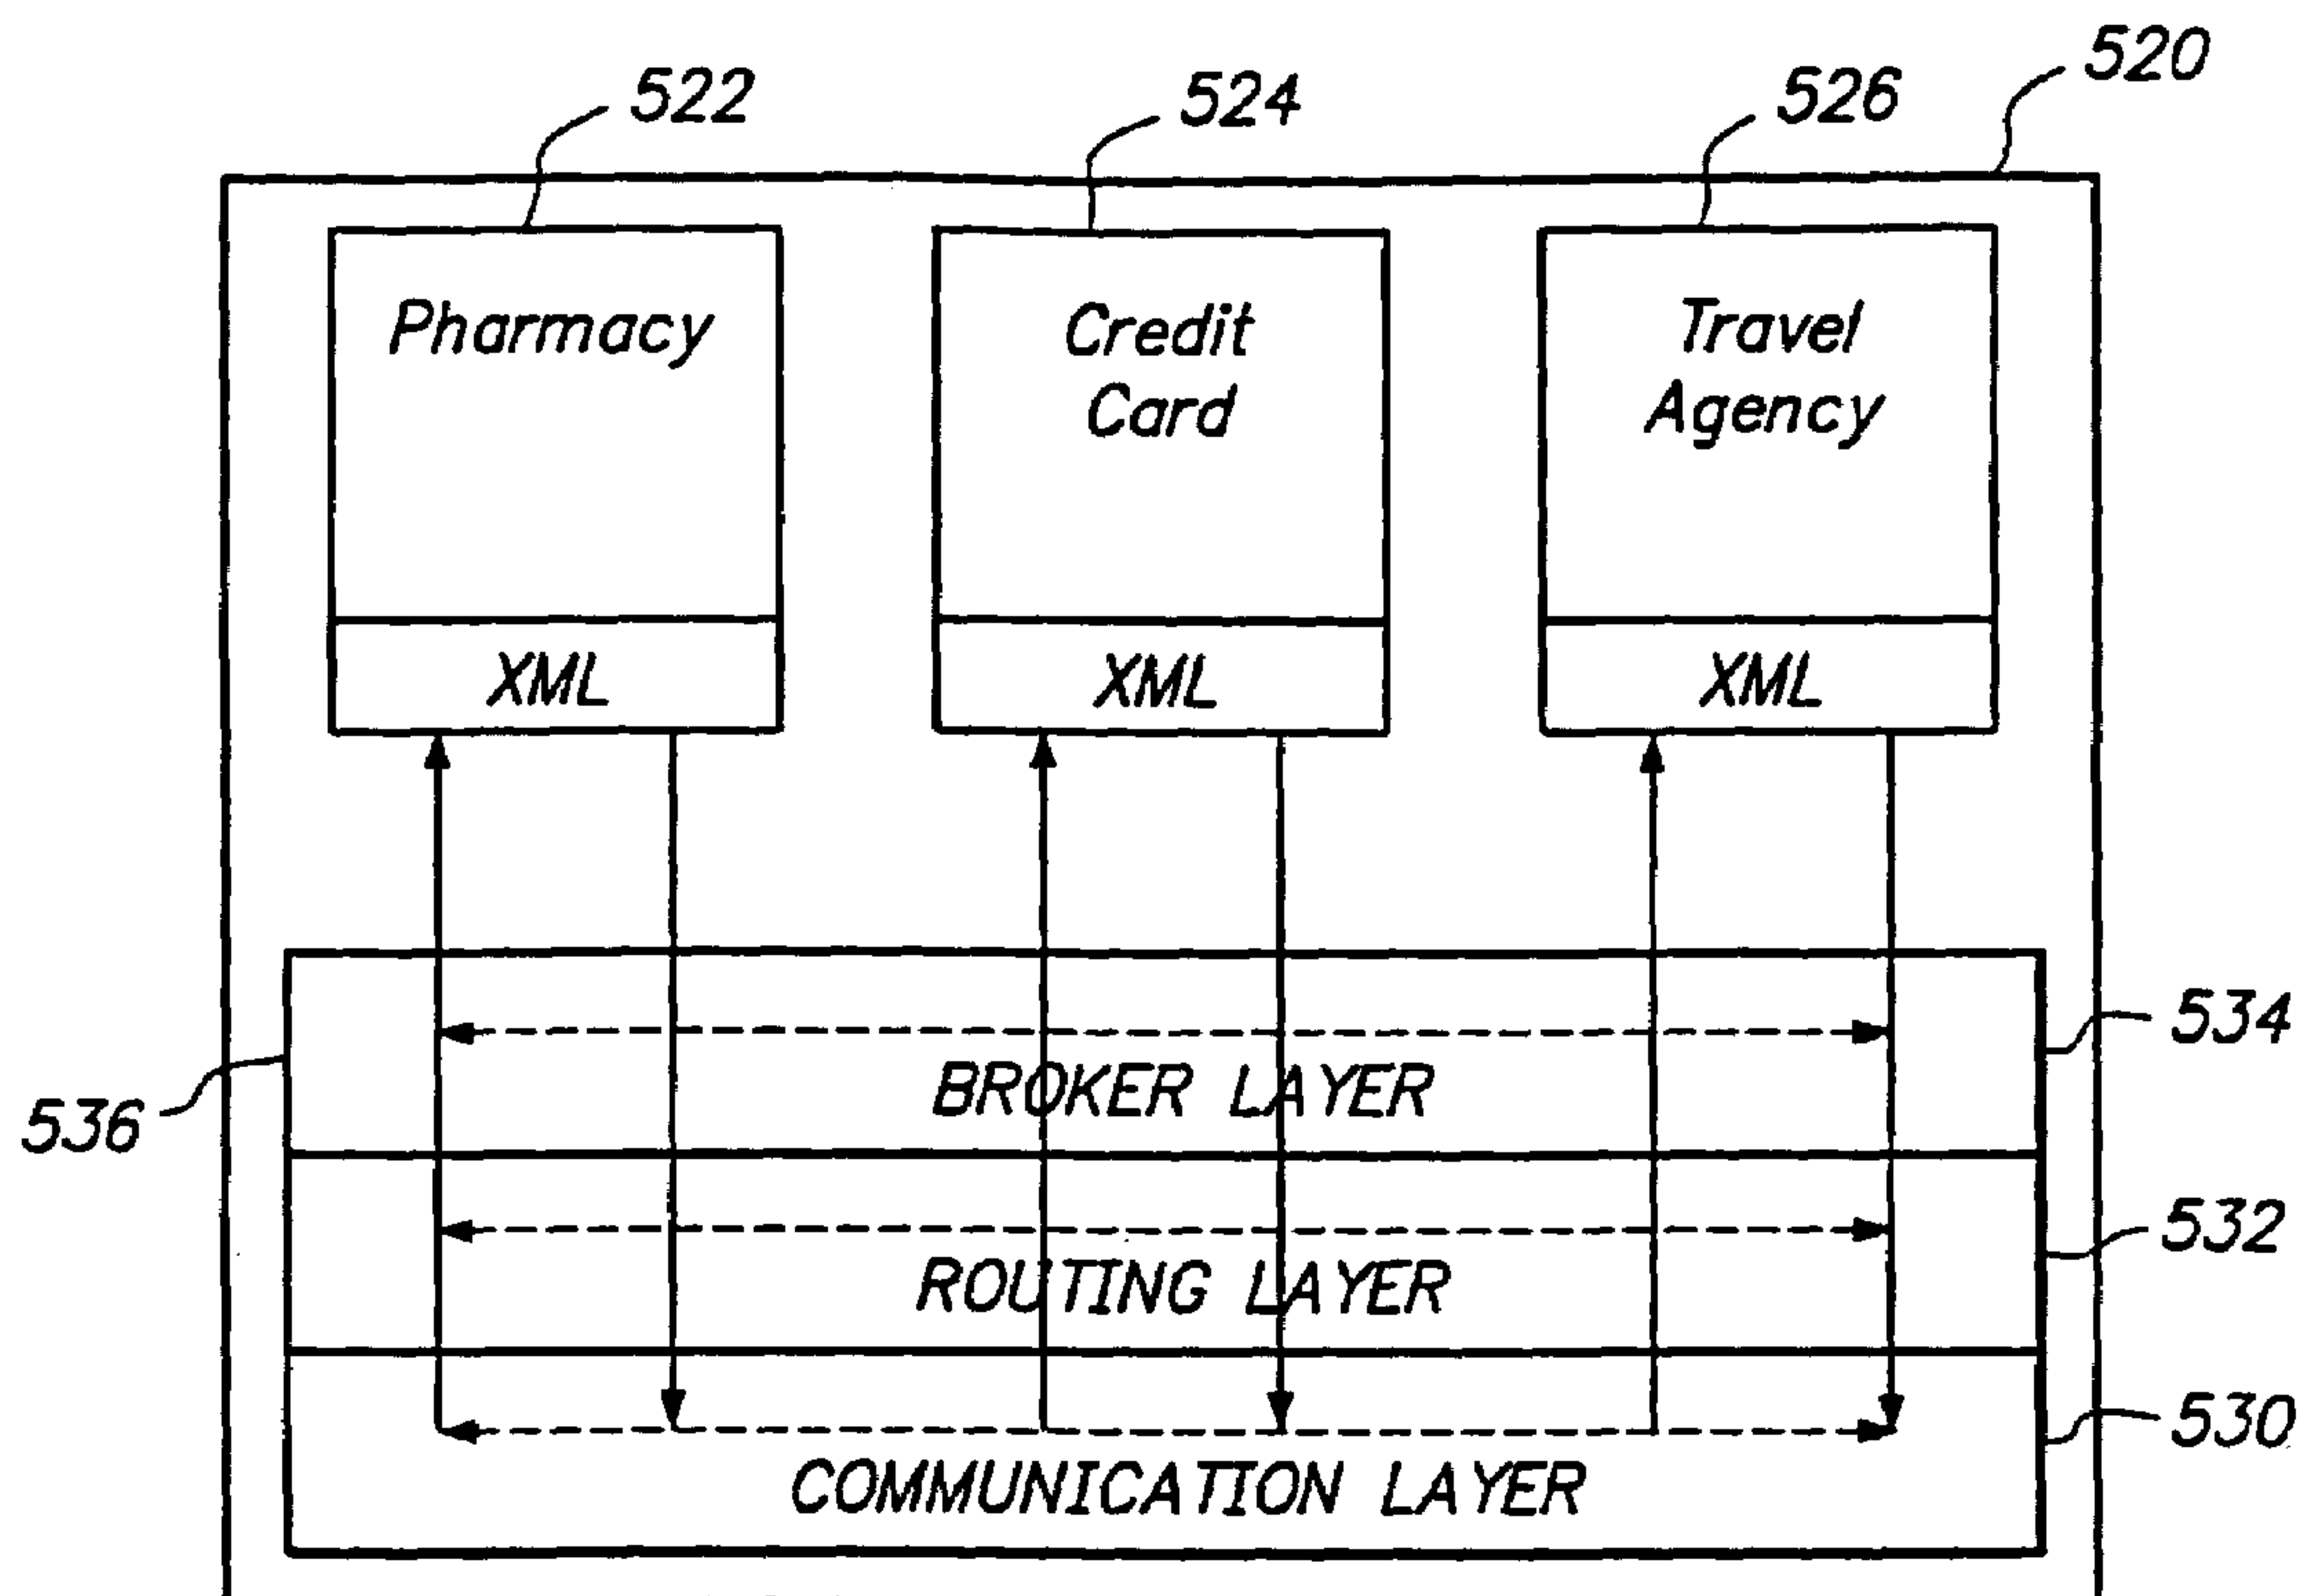 520
522
524
526
Pharmacy
Credit
Card
Travel
Agency
XML
XML
XML
534
BROKER LAYER
536
532
ROUTING LAYER
530
COMMUNICATION LAYER